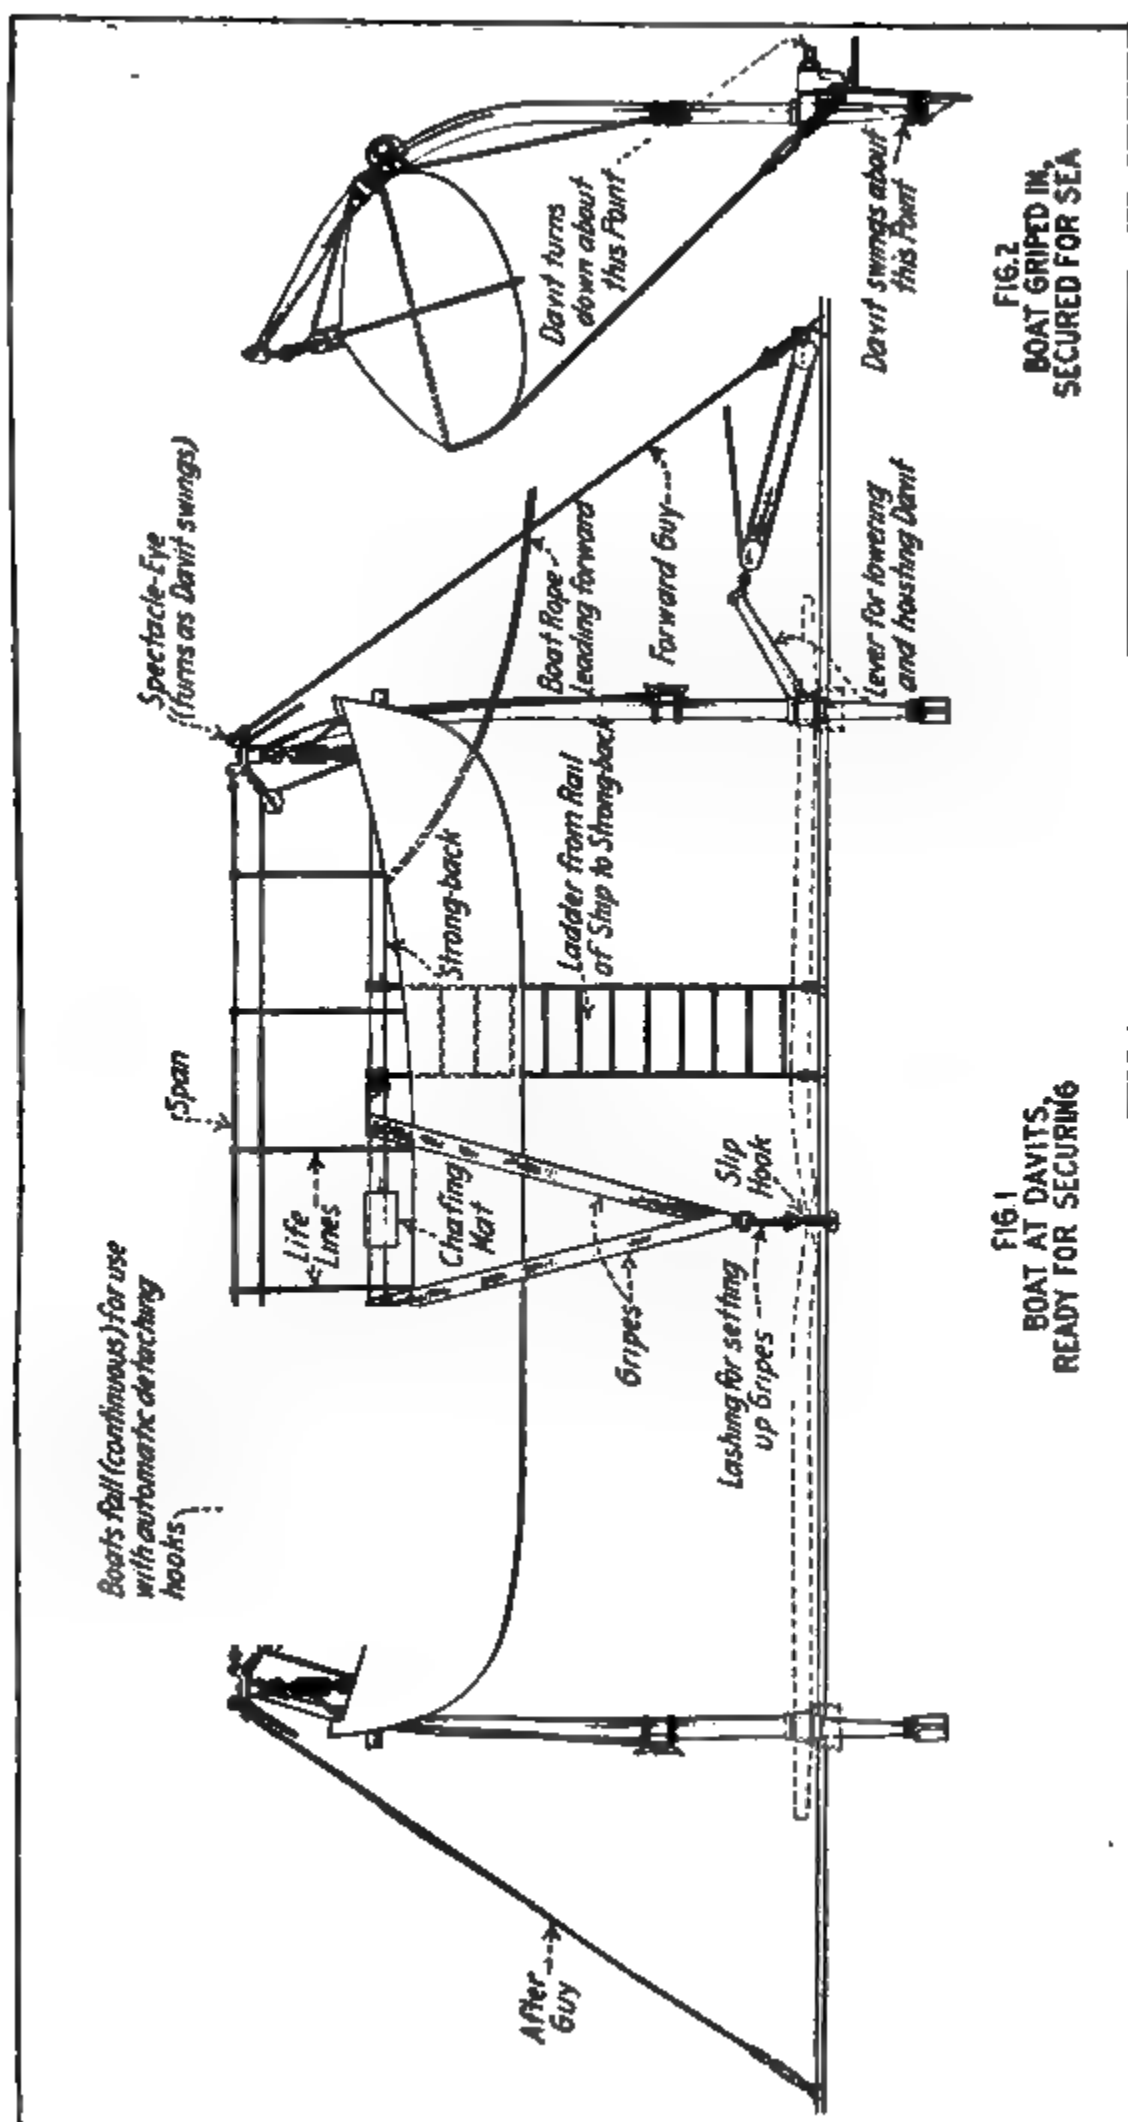 Boats Fall (continuous) for use
with automatic detaching
hooks
Span
Spectacle-Eye
(Turns as Davit swings)
Life
Lines
Strong-back
Chafing
Mat
Boat Rope
Leading forward
Ladder from Rail
of Ship to Strong-back
Forward Guy
Gripes
After
Guy
Slip
Hook
Lashing for setting
up Gripes
Lever for lowering
and hoisting Davit
Davit turns
down about
this Point
Davit swings about
this Point
FIG.1
BOAT AT DAVITS,
READY FOR SECURING
FIG.2
BOAT GRIPED IN,
SECURED FOR SEA